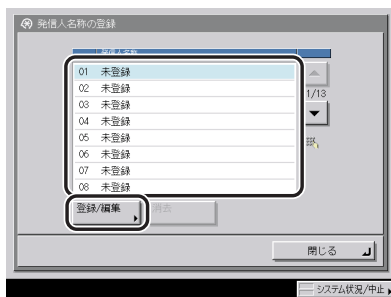 発信人名称の登録
発信人名称
01 未登録
02 未登録
03 未登録
04 未登録
05 未登録
06 未登録
07 未登録
08 未登録
1/13
登録/編集
消去
閉じる
システム状況/中止